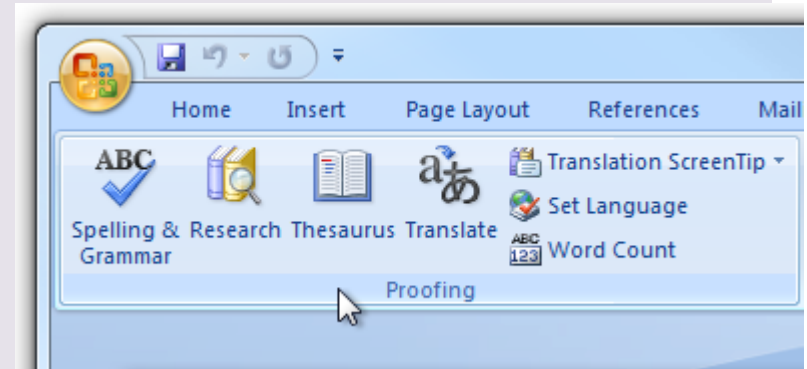 Home Insert Page Layout References Mail
ABC
Spelling & Grammar
Research
Thesaurus
aあ
Translate
Translation ScreenTip
Set Language
ABC 123
Word Count
Proofing